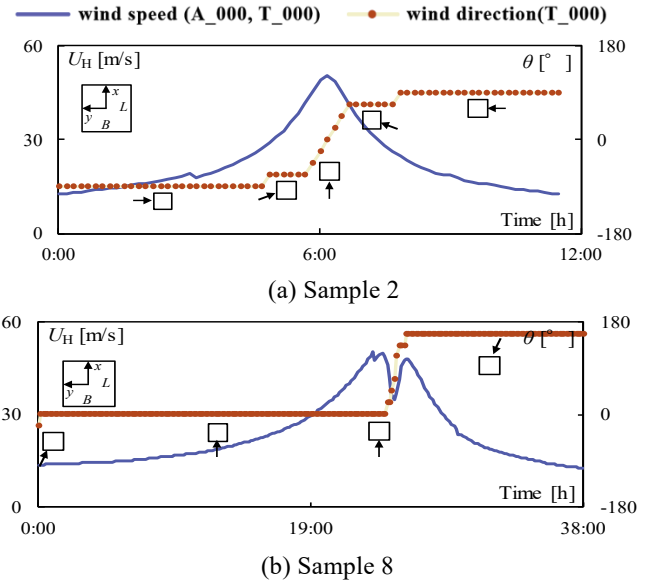 wind speed (A_000, T_000) wind direction(T_000)
60 U_H [m/s] θ [° ) 180
x
y L
B
30 0
0 Time [h] -180
0:00 6:00 12:00
(a) Sample 2
60 U_H [m/s] θ [° ) 180
x
y L
B
30 0
0 Time [h] -180
0:00 19:00 38:00
(b) Sample 8